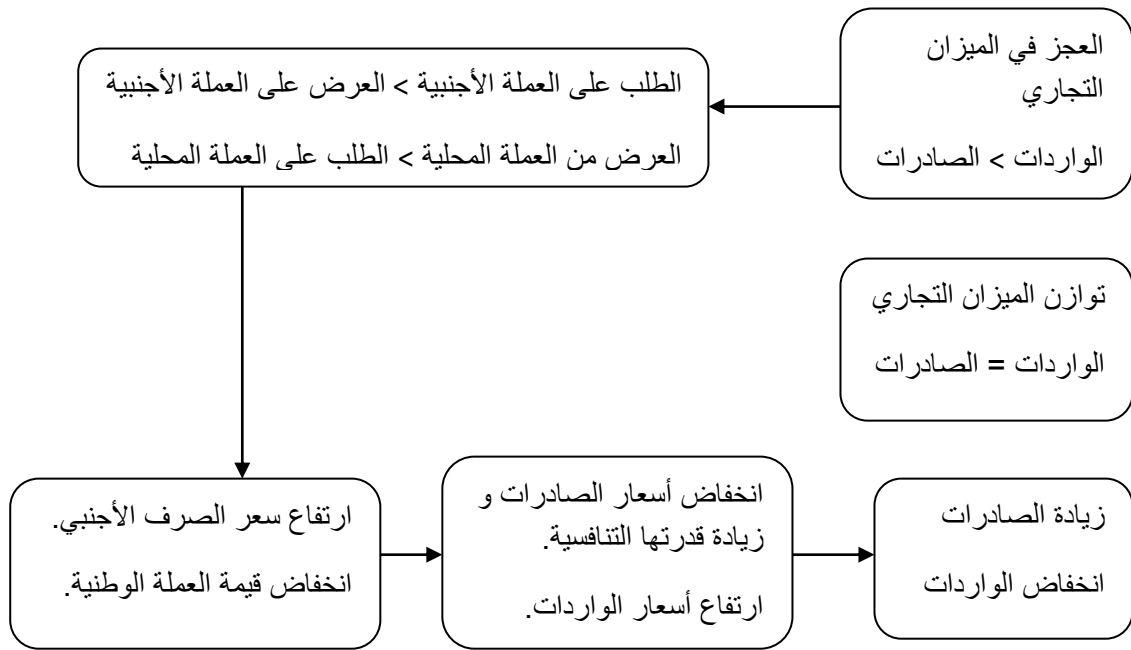 العجز في الميزان
التجاري
الواردات > الصادرات
الطلب على العملة الأجنبية > العرض على العملة الأجنبية
العرض من العملة المحلية > الطلب على العملة المحلية
توازن الميزان التجاري
الواردات = الصادرات
ارتفاع سعر الصرف الأجنبي.
انخفاض قيمة العملة الوطنية.
انخفاض أسعار الصادرات و
زيادة قدرتها التنافسية.
ارتفاع أسعار الواردات.
زيادة الصادرات
انخفاض الواردات